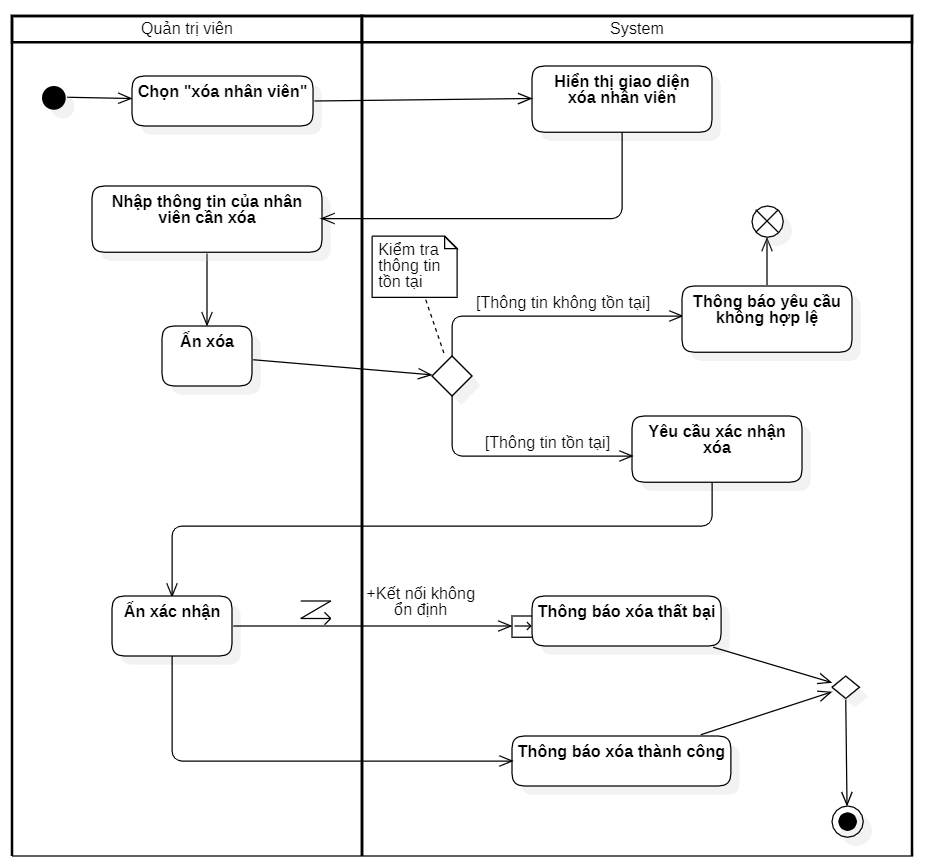 Quản trị viên
System
Chọn "xóa nhân viên"
Hiển thị giao diện
xóa nhân viên
Nhập thông tin của nhân
viên cần xóa
Kiểm tra
thông tin
tồn tại
[Thông tin không tồn tại]
Thông báo yêu cầu
không hợp lệ
Ấn xóa
[Thông tin tồn tại]
Yêu cầu xác nhận
xóa
Ấn xác nhận
+Kết nối không
ổn định
Thông báo xóa thất bại
Thông báo xóa thành công